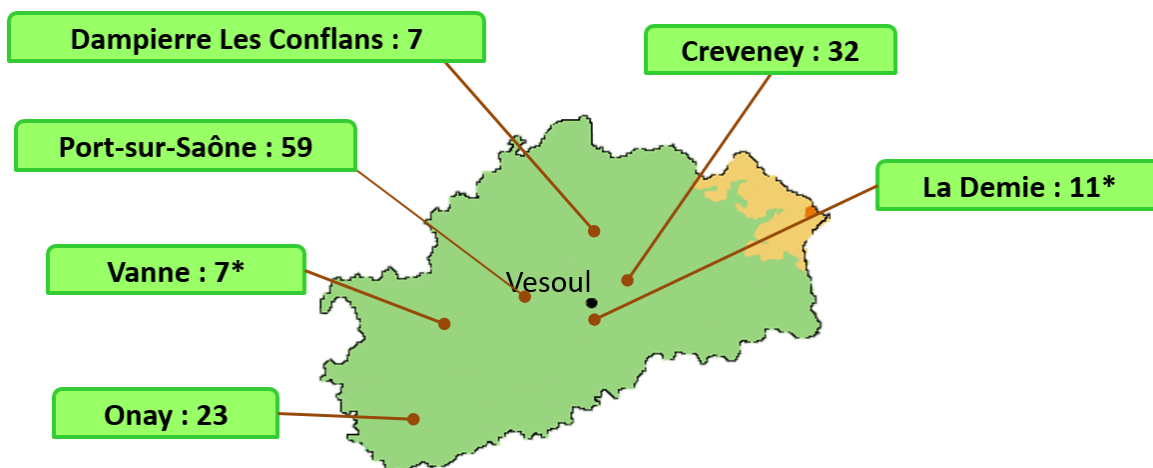 Dampierre Les Conflans : 7
Creveney : 32
Port-sur-Saône : 59
La Demie : 11*
Vanne : 7*
Vesoul
Onay : 23